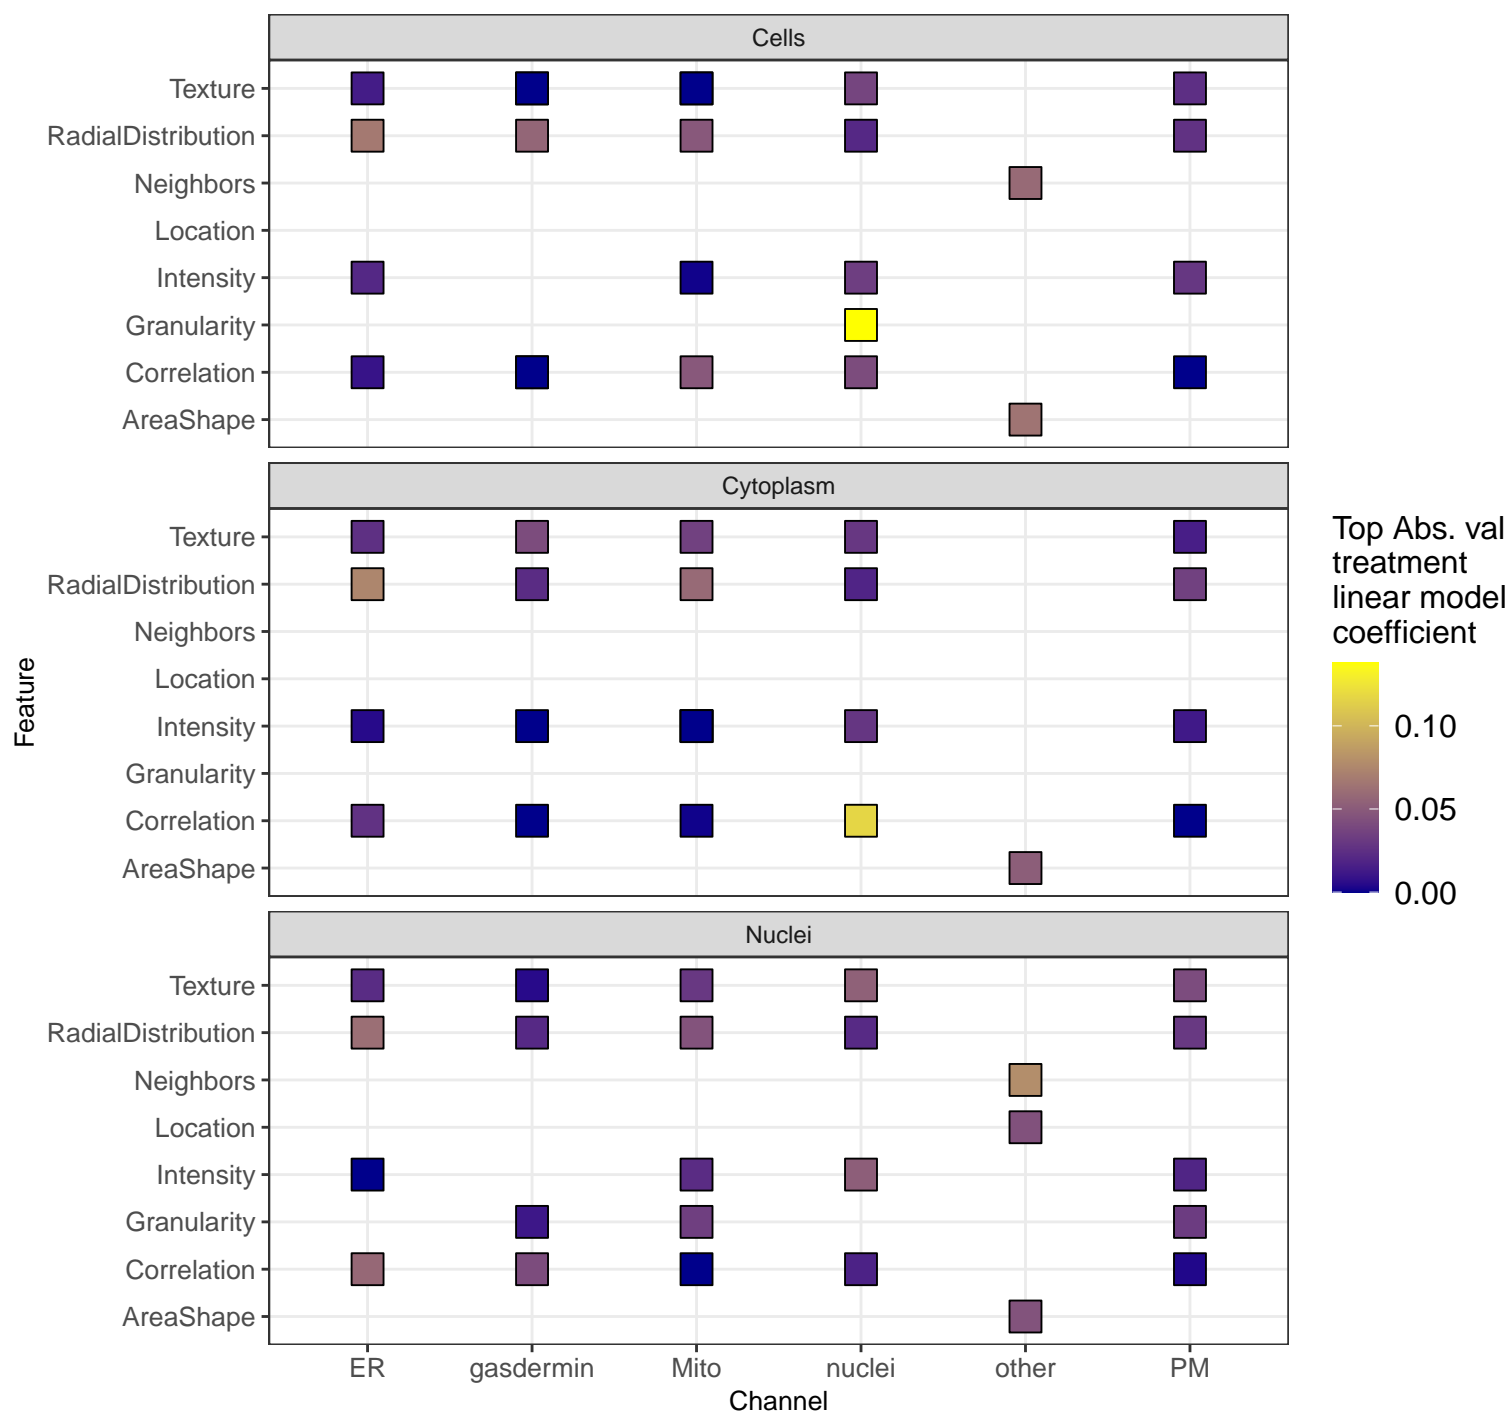 Cells
Texture
RadialDistribution
Neighbors
Location
Intensity
Granularity
Correlation
AreaShape
Cytoplasm
Texture
RadialDistribution
Neighbors
Location
Intensity
Granularity
Correlation
AreaShape
Nuclei
Texture
RadialDistribution
Neighbors
Location
Intensity
Granularity
Correlation
AreaShape
ER gasdermin Mito nuclei other PM
Channel
Feature
Top Abs. val
treatment
linear model
coefficient
0.10
0.05
0.00